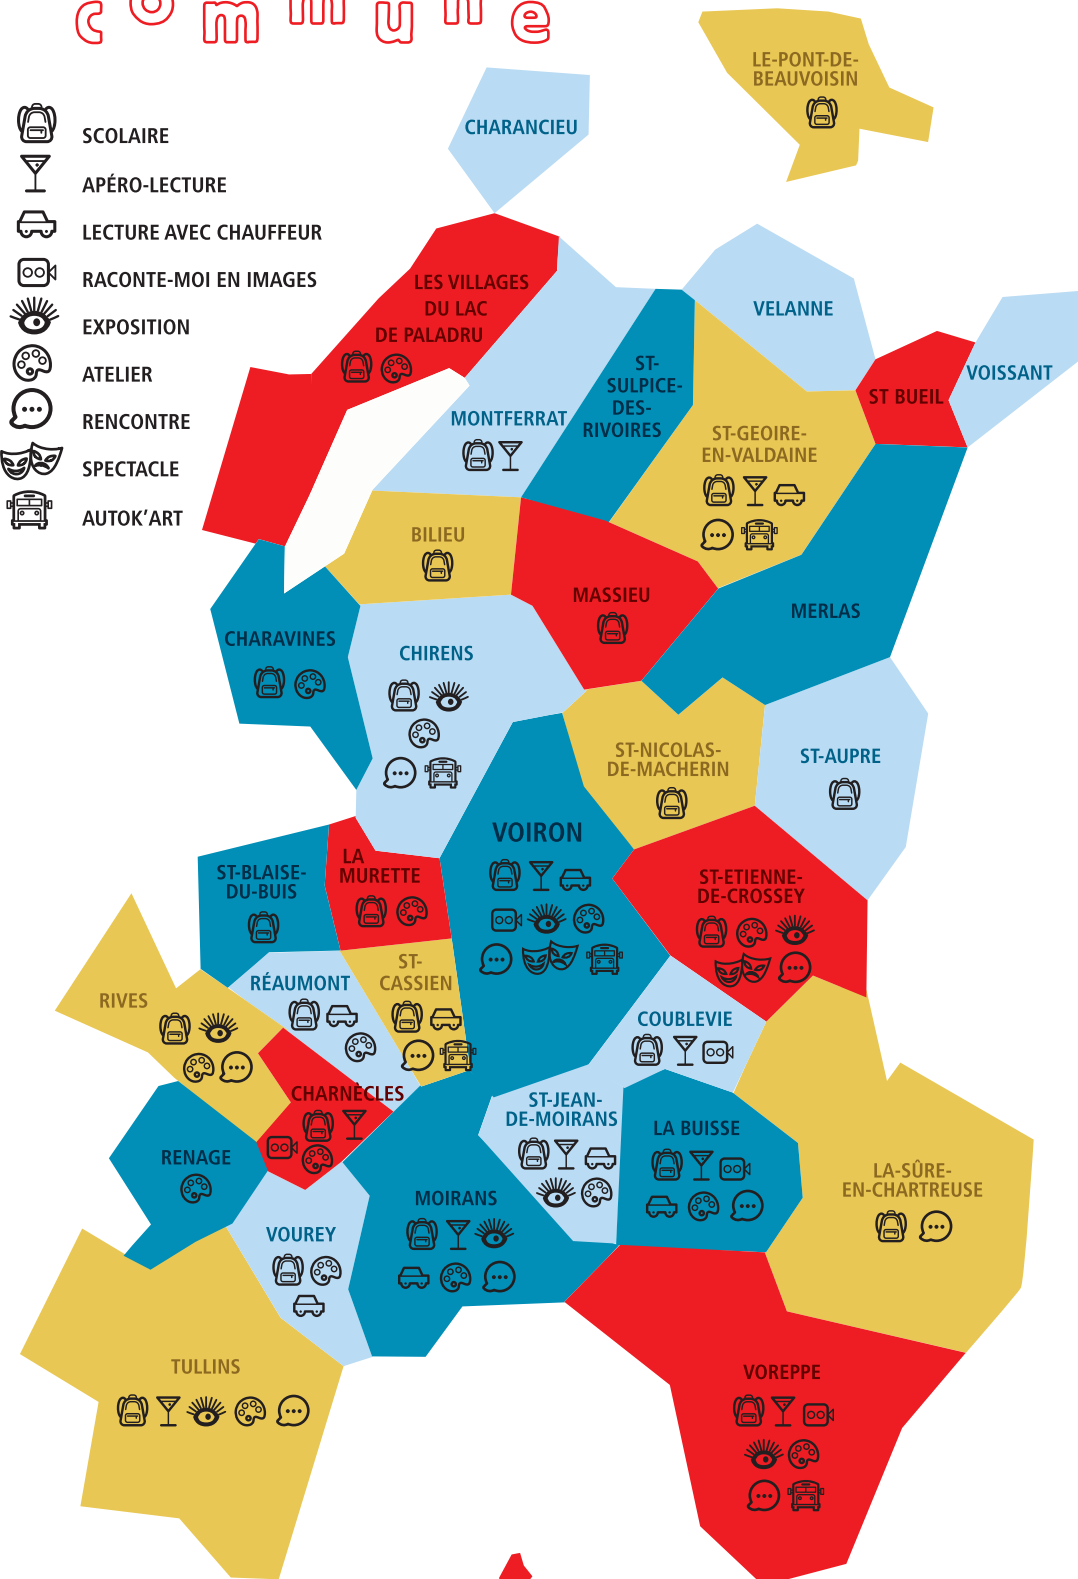 commune
SCOLAIRE
APÉRO-LECTURE
LECTURE AVEC CHAUFFEUR
RACONTE-MOI EN IMAGES
EXPOSITION
ATELIER
RENCONTRE
SPECTACLE
AUTOK'ART
LE-PONT-DE-
BEAUVOISIN
CHARANCIEU
LES VILLAGES
DU LAC
DE PALADRU
VELANNE
VOISSANT
ST BUEIL
ST-
SULPICE-
DES-
RIVOIRES
MONTFERRAT
ST-GEOIRE-
EN-VALDAINE
BILIEU
MASSIEU
MERLAS
CHARAVINES
CHIRENS
ST-NICOLAS-
DE-MACHERIN
ST-AUPRE
VOIRON
LA
MURETTE
ST-BLAISE-
DU-BUIS
ST-ETIENNE-
DE-CROSSEY
ST-
CASSIEN
RÉAUMONT
RIVES
COUBLEVIE
CHARNÈCLES
ST-JEAN-
DE-MOIRANS
LA BUISSE
RENAGE
LA-SÛRE-
EN-CHARTREUSE
MOIRANS
VOUREY
TULLINS
VOREPPE